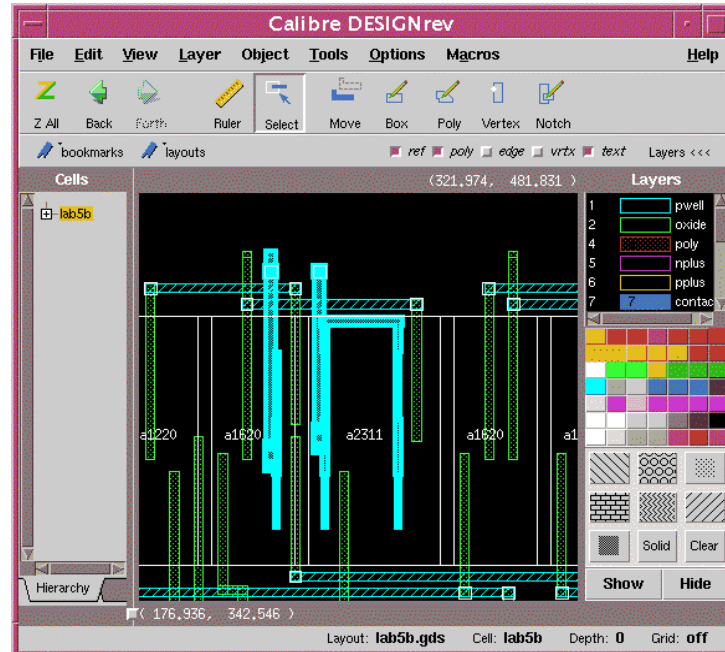 Calibre DESIGNrev
File Edit View Layer Object Tools Options Macros Help
Z All Back Forth Ruler Select Move Box Poly Vertex Notch
bookmarks layouts ref poly edge vrtx text Layers <<<
Cells (321.974, 481.831 ) Layers
lab5b
1 pwell
2 oxide
4 poly
5 nplus
6 pplus
7 7 contac
a1220 a1620 a2311 a1620 a1
Solid Clear
Hierarchy
Show Hide
( 176.936, 342.546 )
Layout: lab5b.gds Cell: lab5b Depth: 0 Grid: off